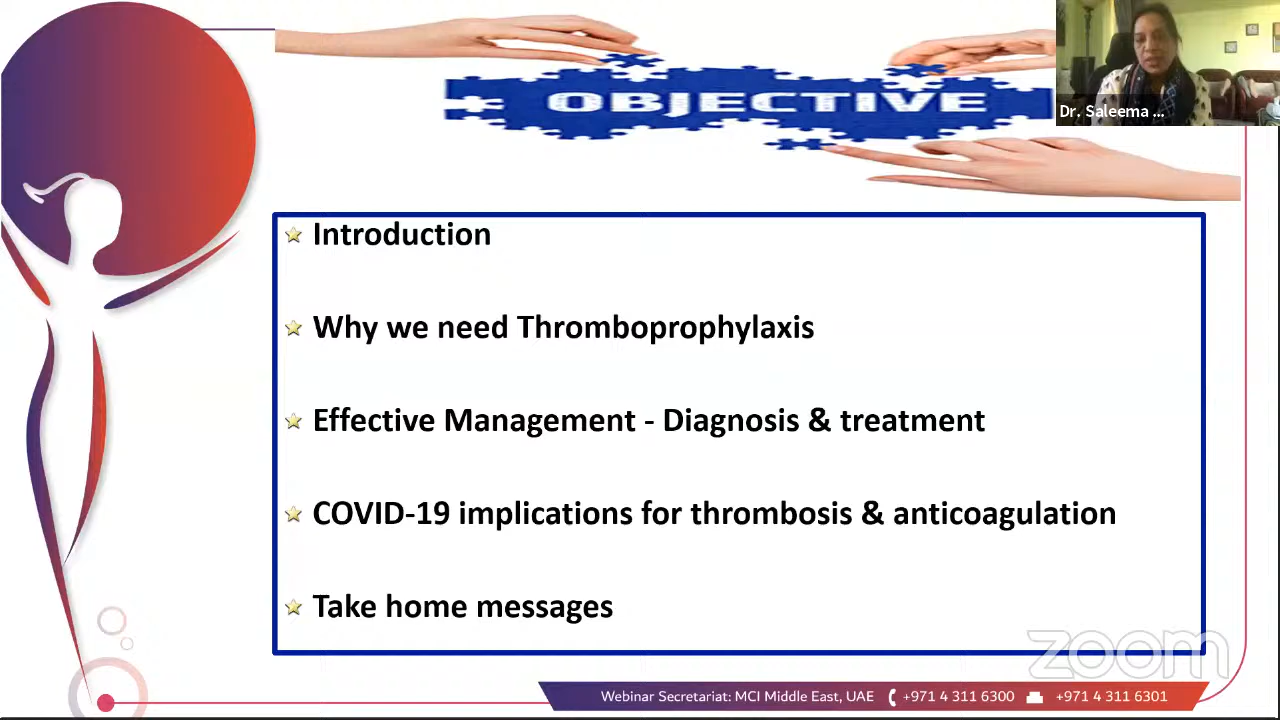 OBJECTIVE
Dr. Saleema ...
Introduction
Why we need Thromboprophylaxis
Effective Management - Diagnosis & treatment
COVID-19 implications for thrombosis & anticoagulation
Take home messages
zoom
Webinar Secretariat: MCI Middle East, UAE +971 4 311 6300 +971 4 311 6301